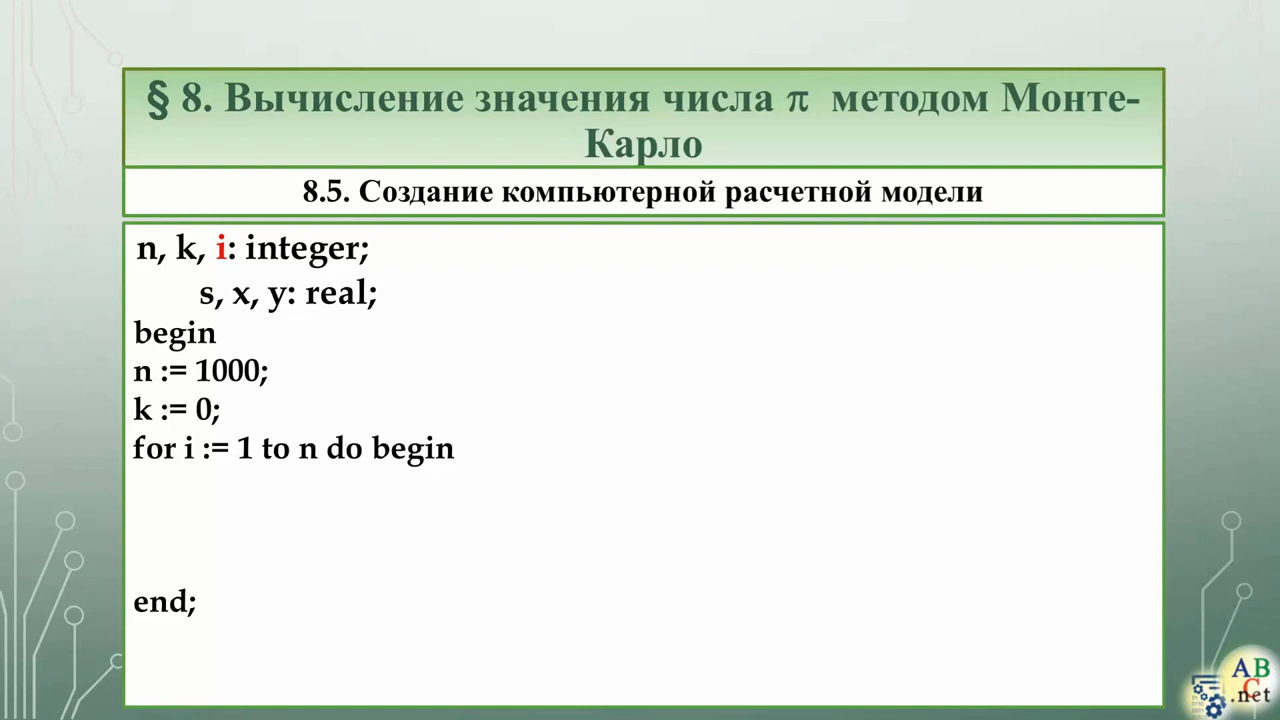 § 8. Вычисление значения числа π методом Монте-
Карло
8.5. Создание компьютерной расчетной модели
n, k, i: integer;
s, x, y: real;
begin
n := 1000;
k := 0;
for i := 1 to n do begin
end;
AB
C
.net